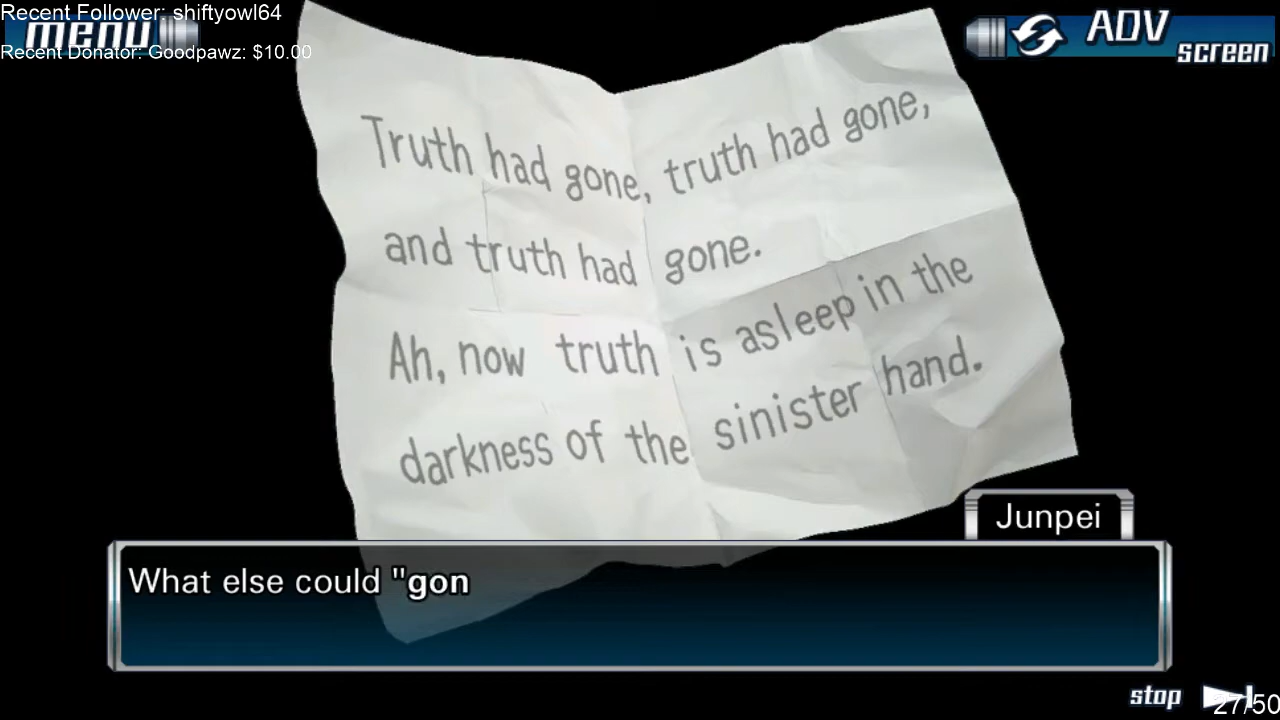 Recent Follower: shiftyowl64
menu
Recent Donator: Goodpawz: $10.00
ADV
screen
Truth had gone, truth had gone,
and truth had gone.
Ah, now truth is asleep in the
darkness of the sinister hand.
Junpei
What else could "gon
stop
27/50